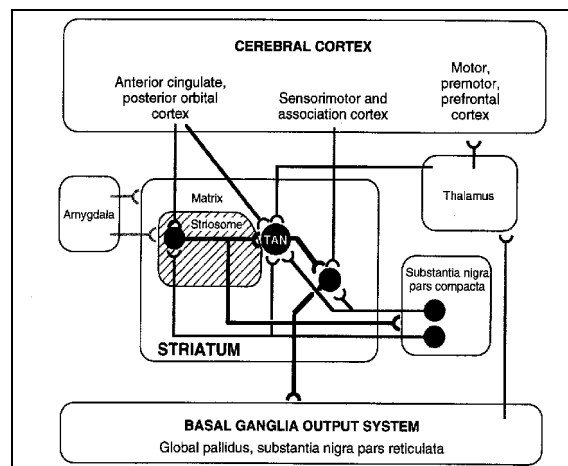 CEREBRAL CORTEX
Anterior cingulate,
posterior orbital
cortex
Sensorimotor and
association cortex
Motor,
premotor,
prefrontal
cortex
Thalamus
Amygdala
Matrix
Striosome
TAN
Substantia nigra
pars compacta
STRIATUM
BASAL GANGLIA OUTPUT SYSTEM
Global pallidus, substantia nigra pars reticulata